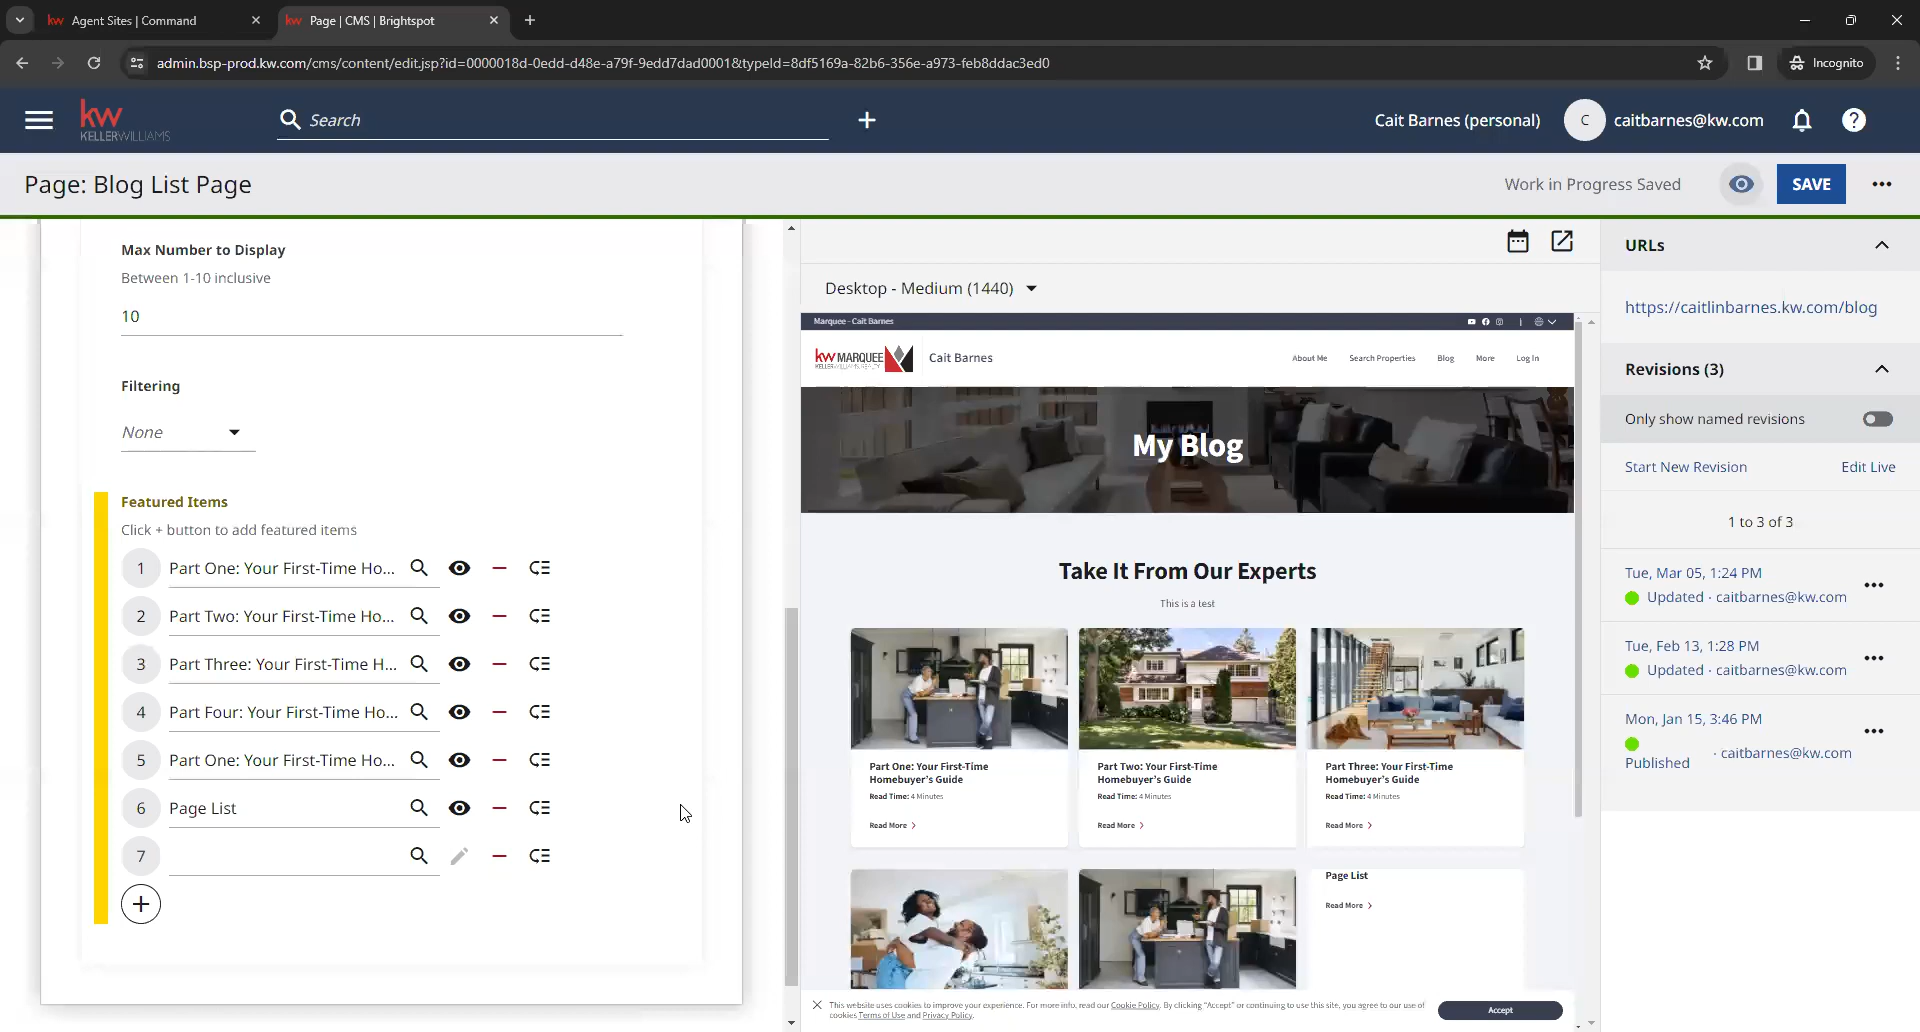 Agent Sites | Command
Page | CMS | Brightspot
admin.bsp-prod.kw.com/cms/content/edit.jsp?id=0000018d-0edd-d48e-a79f-9edd7dad0001&typeId=8df5169a-82b6-356e-a973-feb8ddac3ed0
Incognito
kw
KELLERWILLIAMS
Search
Cait Barnes (personal)
C
caitbarnes@kw.com
Page: Blog List Page
Work in Progress Saved
SAVE
Max Number to Display
Between 1-10 inclusive
10
Filtering
None
Featured Items
Click + button to add featured items
1 Part One: Your First-Time Ho...
2 Part Two: Your First-Time Ho...
3 Part Three: Your First-Time H...
4 Part Four: Your First-Time Ho...
5 Part One: Your First-Time Ho...
6 Page List
7
Desktop - Medium (1440)
Marquee - Cait Barnes
kw MARQUEE
KELLERWILLIAMS. REALTY
Cait Barnes
About Me
Search Properties
Blog
More
Log In
My Blog
Take It From Our Experts
This is a test
Part One: Your First-Time
Homebuyer's Guide
Read Time: 4 Minutes
Read More
Part Two: Your First-Time
Homebuyer's Guide
Read Time: 4 Minutes
Read More
Part Three: Your First-Time
Homebuyer's Guide
Read Time: 4 Minutes
Read More
Page List
Read More
This website uses cookies to improve your experience. For more info, read our Cookie Policy. By clicking "Accept" or continuing to use this site, you agree to our use of
cookies Terms of Use and Privacy Policy.
Accept
URLs
https://caitlinbarnes.kw.com/blog
Revisions (3)
Only show named revisions
Start New Revision
Edit Live
1 to 3 of 3
Tue, Mar 05, 1:24 PM
Updated · caitbarnes@kw.com
Tue, Feb 13, 1:28 PM
Updated · caitbarnes@kw.com
Mon, Jan 15, 3:46 PM
Published · caitbarnes@kw.com